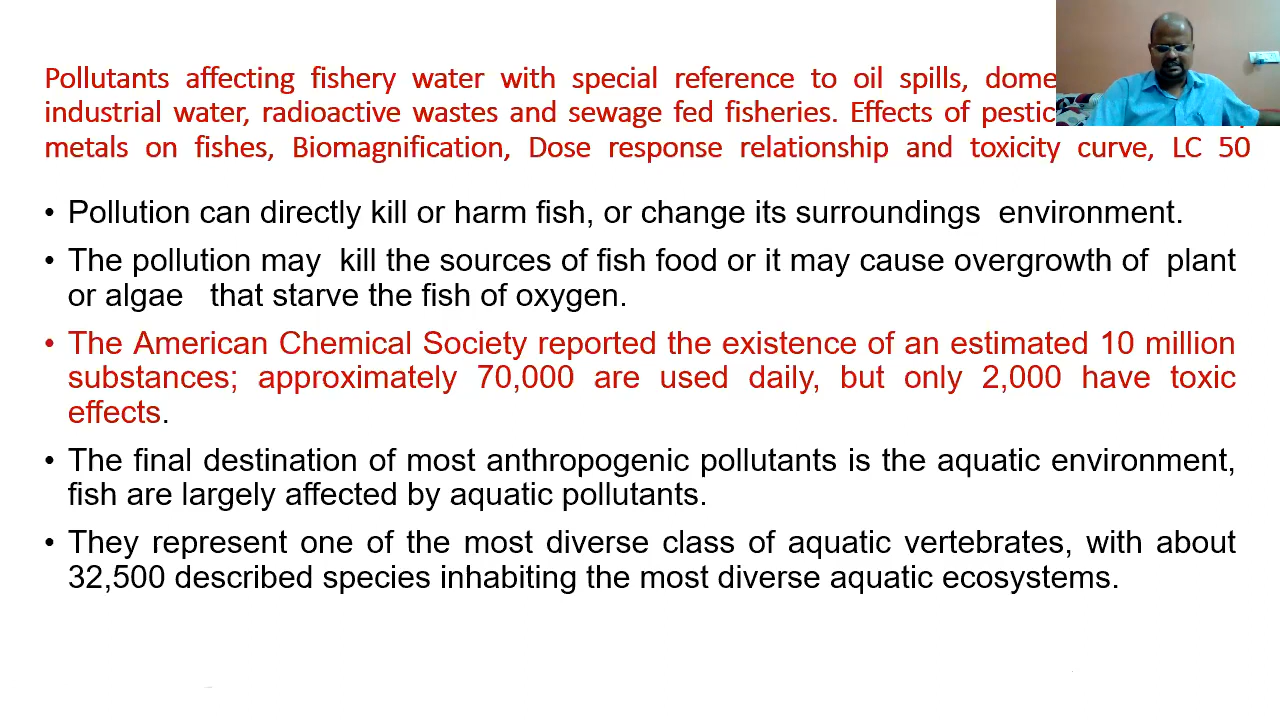 Pollutants affecting fishery water with special reference to oil spills,
industrial water, radioactive wastes and sewage fed fisheries. Effects of
metals on fishes, Biomagnification, Dose response relationship and toxicity curve, LC 50
• Pollution can directly kill or harm fish, or change its surroundings environment.
• The pollution may kill the sources of fish food or it may cause overgrowth of plant
or algae that starve the fish of oxygen.
• The American Chemical Society reported the existence of an estimated 10 million
substances; approximately 70,000 are used daily, but only 2,000 have toxic
effects.
• The final destination of most anthropogenic pollutants is the aquatic environment,
fish are largely affected by aquatic pollutants.
• They represent one of the most diverse class of aquatic vertebrates, with about
32,500 described species inhabiting the most diverse aquatic ecosystems.